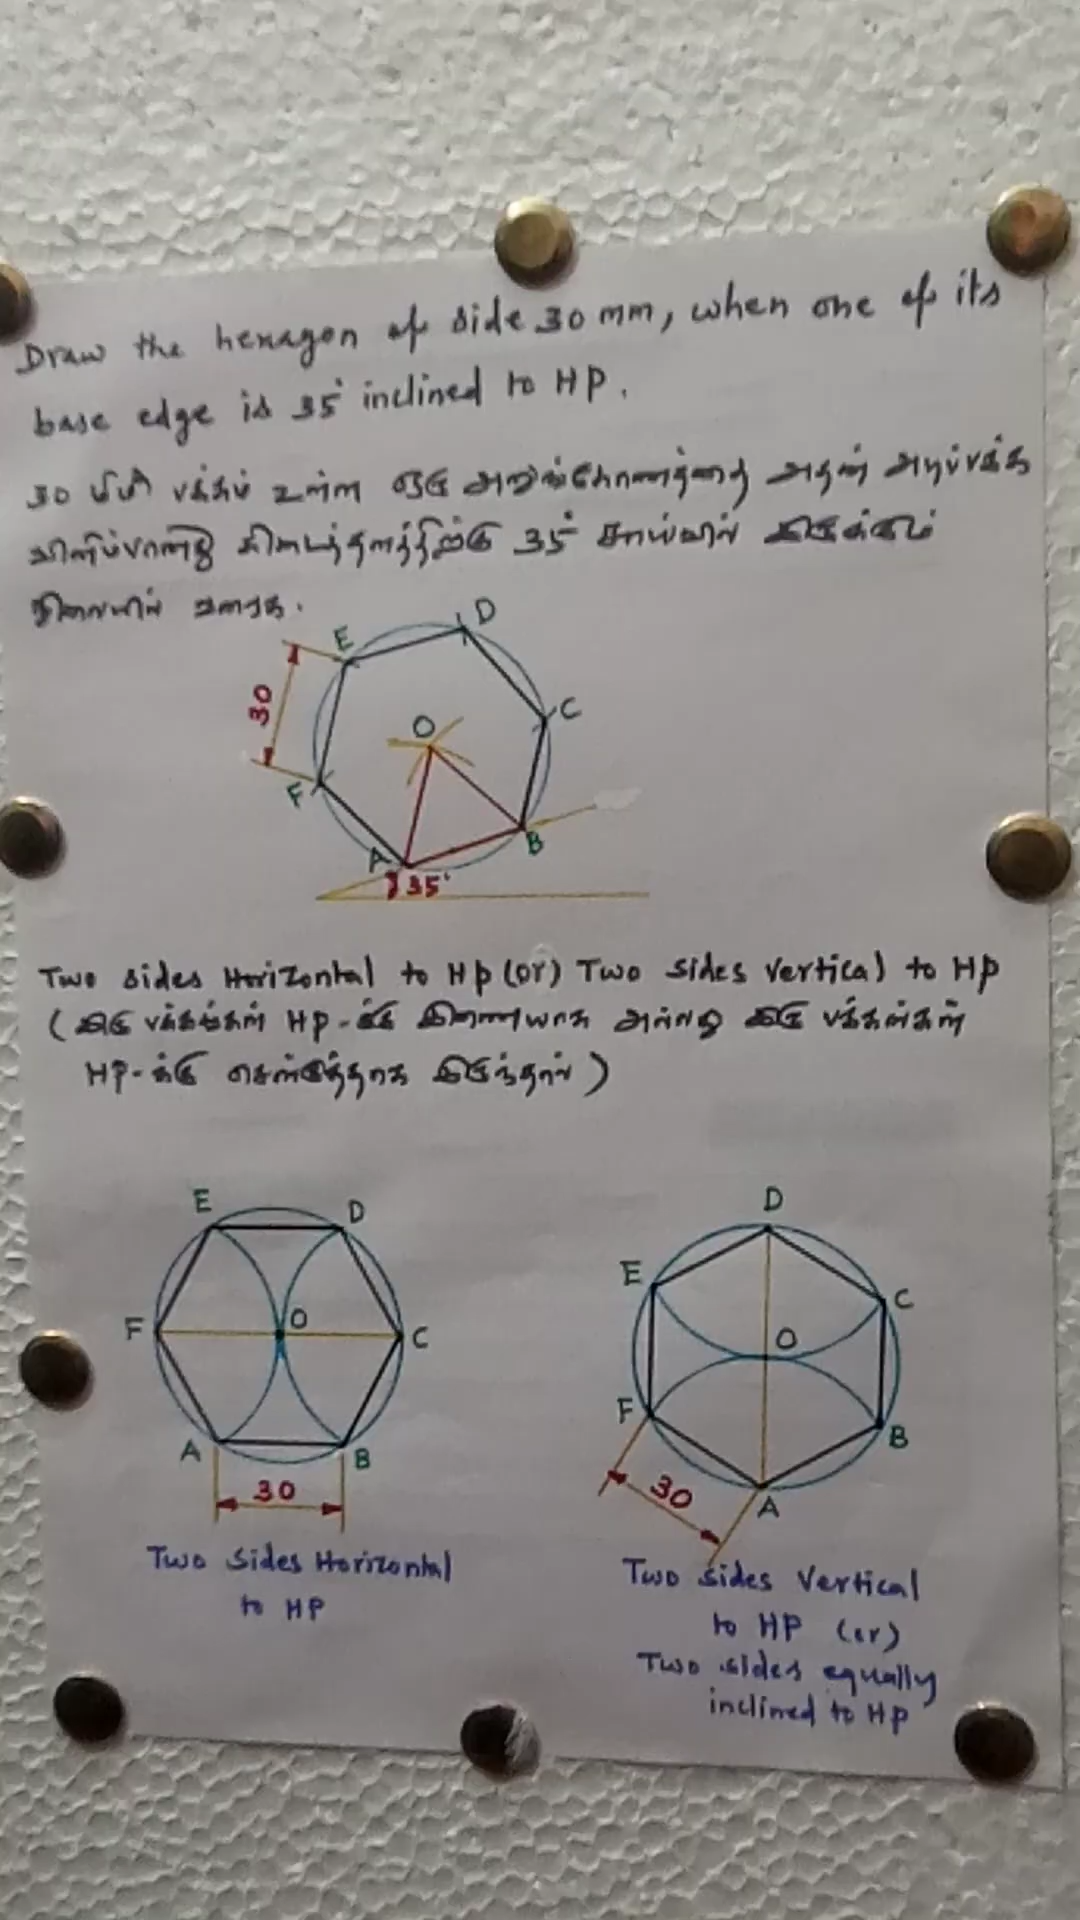 Draw the hexagon of side 30 mm, when one of its
base edge is 35° inclined to HP.
30 மிமீ பக்கம் உள்ள ஒரு அறுங்கோணத்தை அதன் அடிப்பக்க
விளிம்பானது கிடைத்தளத்திற்கு 35° சாய்வில் இருக்கும்
நிலையில் வரைக.
E
D
30
O
C
F
A
B
35°
Two sides Horizontal to HP (or) Two sides vertical to HP
( இரு பக்கங்கள் HP-க்கு இணையாக அல்லது இரு பக்கங்கள்
HP-க்கு செங்குத்தாக இருந்தால் )
E
D
F
O
C
A
B
30
Two sides Horizontal
to HP
D
E
C
O
F
B
30
A
Two sides vertical
to HP (or)
Two sides equally
inclined to HP